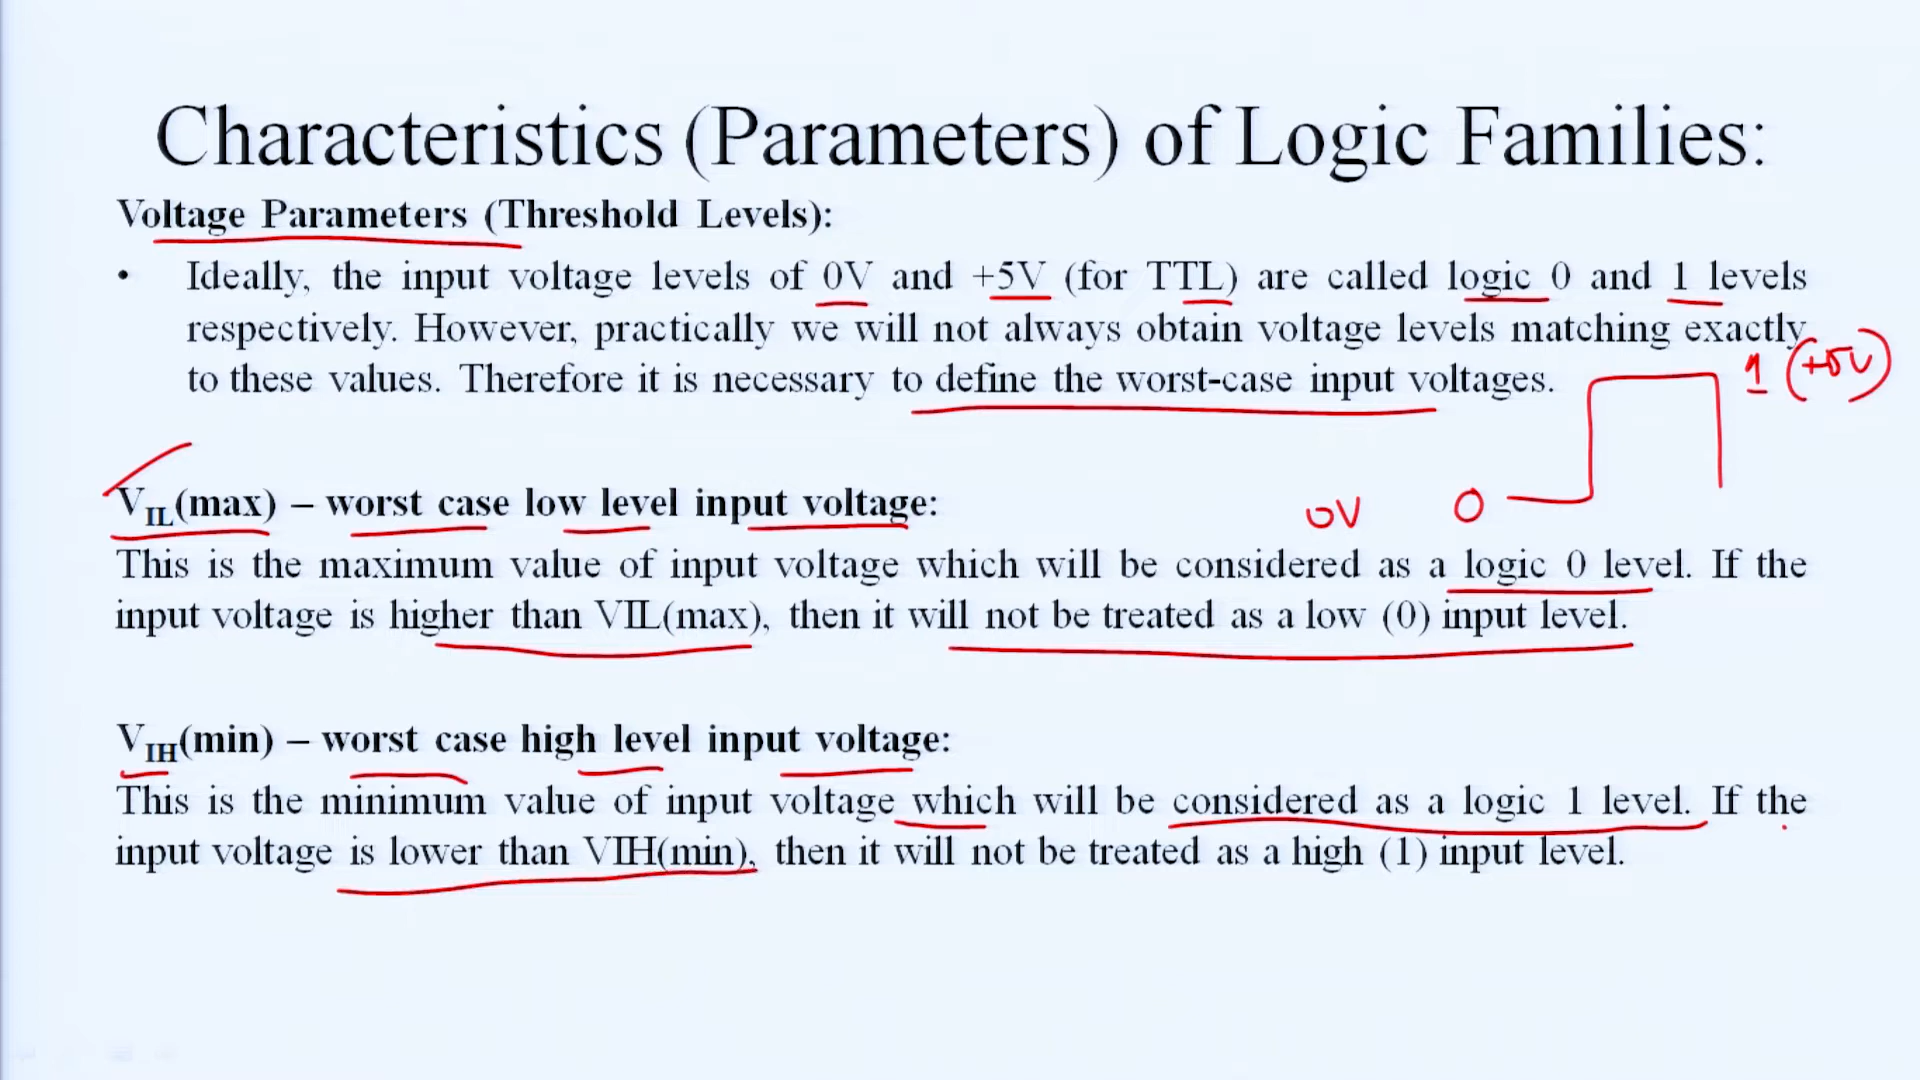 Characteristics (Parameters) of Logic Families:
Voltage Parameters (Threshold Levels):
• Ideally, the input voltage levels of 0V and +5V (for TTL) are called logic 0 and 1 levels
respectively. However, practically we will not always obtain voltage levels matching exactly
to these values. Therefore it is necessary to define the worst-case input voltages.
1 (+5V)
VIL(max) – worst case low level input voltage:
0V 0
This is the maximum value of input voltage which will be considered as a logic 0 level. If the
input voltage is higher than VIL(max), then it will not be treated as a low (0) input level.
VIH(min) – worst case high level input voltage:
This is the minimum value of input voltage which will be considered as a logic 1 level. If the
input voltage is lower than VIH(min), then it will not be treated as a high (1) input level.